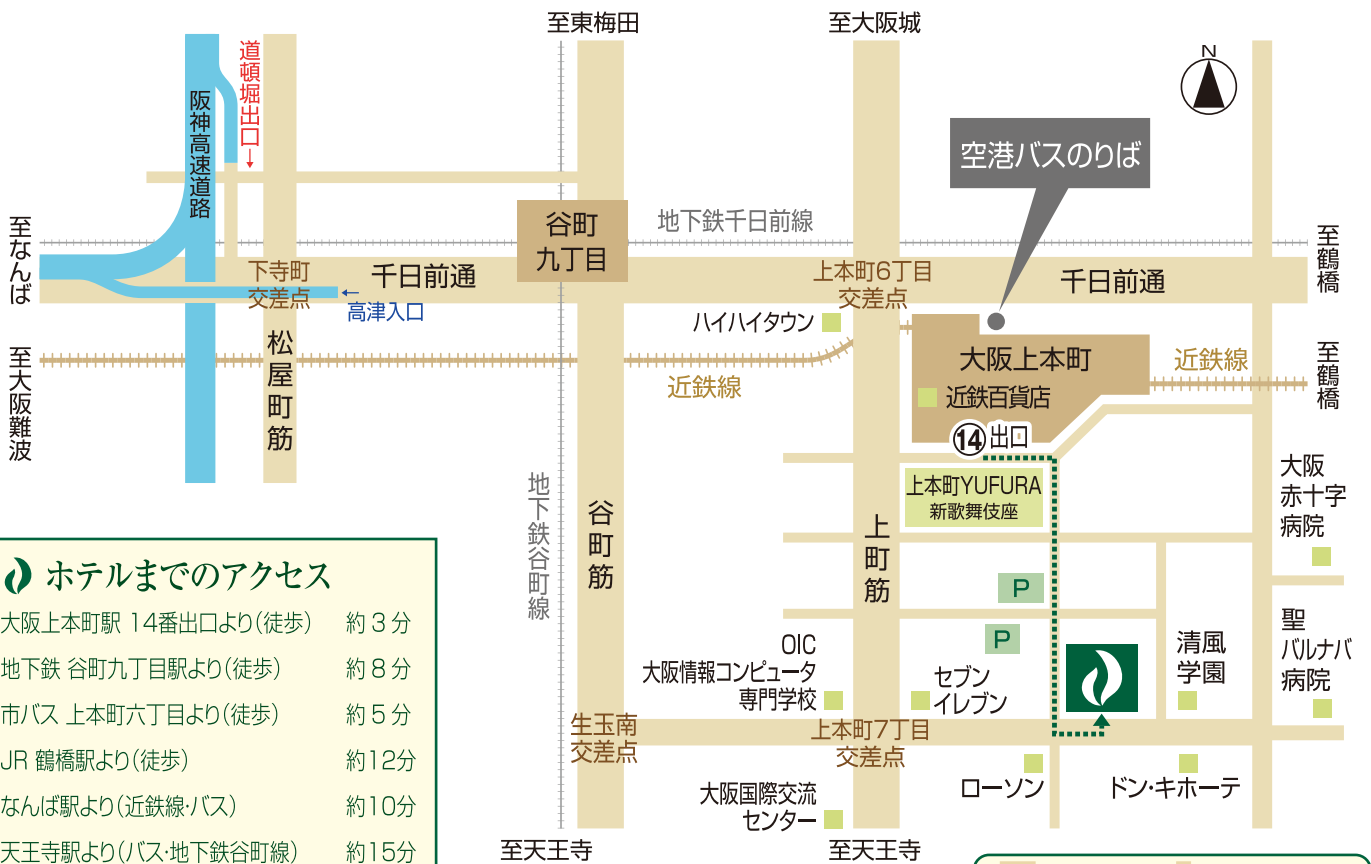 至東梅田
至大阪城
N
道頓堀出口
↓
阪神高速道路
空港バスのりば
至なんば
谷町
九丁目
地下鉄千日前線
至鶴橋
下寺町
交差点
千日前通
上本町6丁目
交差点
千日前通
←
高津入口
ハイハイタウン
松屋町筋
至大阪難波
大阪上本町
近鉄線
近鉄線
至鶴橋
近鉄百貨店
⑭出口
上本町YUFURA
新歌舞伎座
大阪
赤十字
病院
地下鉄谷町線
谷町筋
上町筋
P
P
OIC
大阪情報コンピュータ
専門学校
セブン
イレブン
清風
学園
聖
バルナバ
病院
生玉南
交差点
上本町7丁目
交差点
ローソン
ドン・キホーテ
大阪国際交流
センター
至天王寺
至天王寺
ホテルまでのアクセス
大阪上本町駅 14番出口より(徒歩) 約3分
地下鉄 谷町九丁目駅より(徒歩) 約8分
市バス 上本町六丁目より(徒歩) 約5分
JR 鶴橋駅より(徒歩) 約12分
なんば駅より(近鉄線・バス) 約10分
天王寺駅より(バス・地下鉄谷町線) 約15分